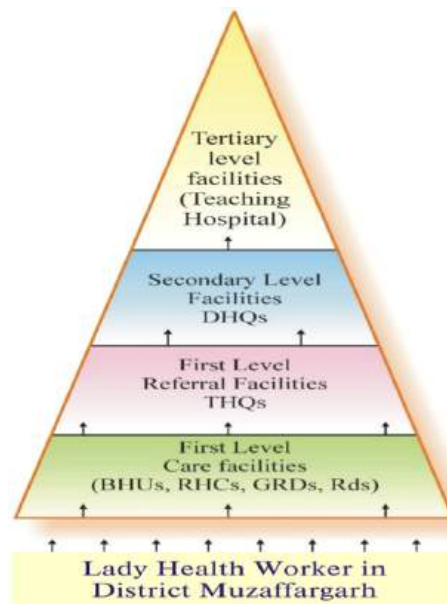 Tertiary
level
facilities
(Teaching
Hospital)
Secondary Level
Facilities
DHQs
First Level
Referral Facilities
THQs
First Level
Care facilities
(BHUs, RHCs, GRDs, Rds)
Lady Health Worker in
District Muzaffargarh